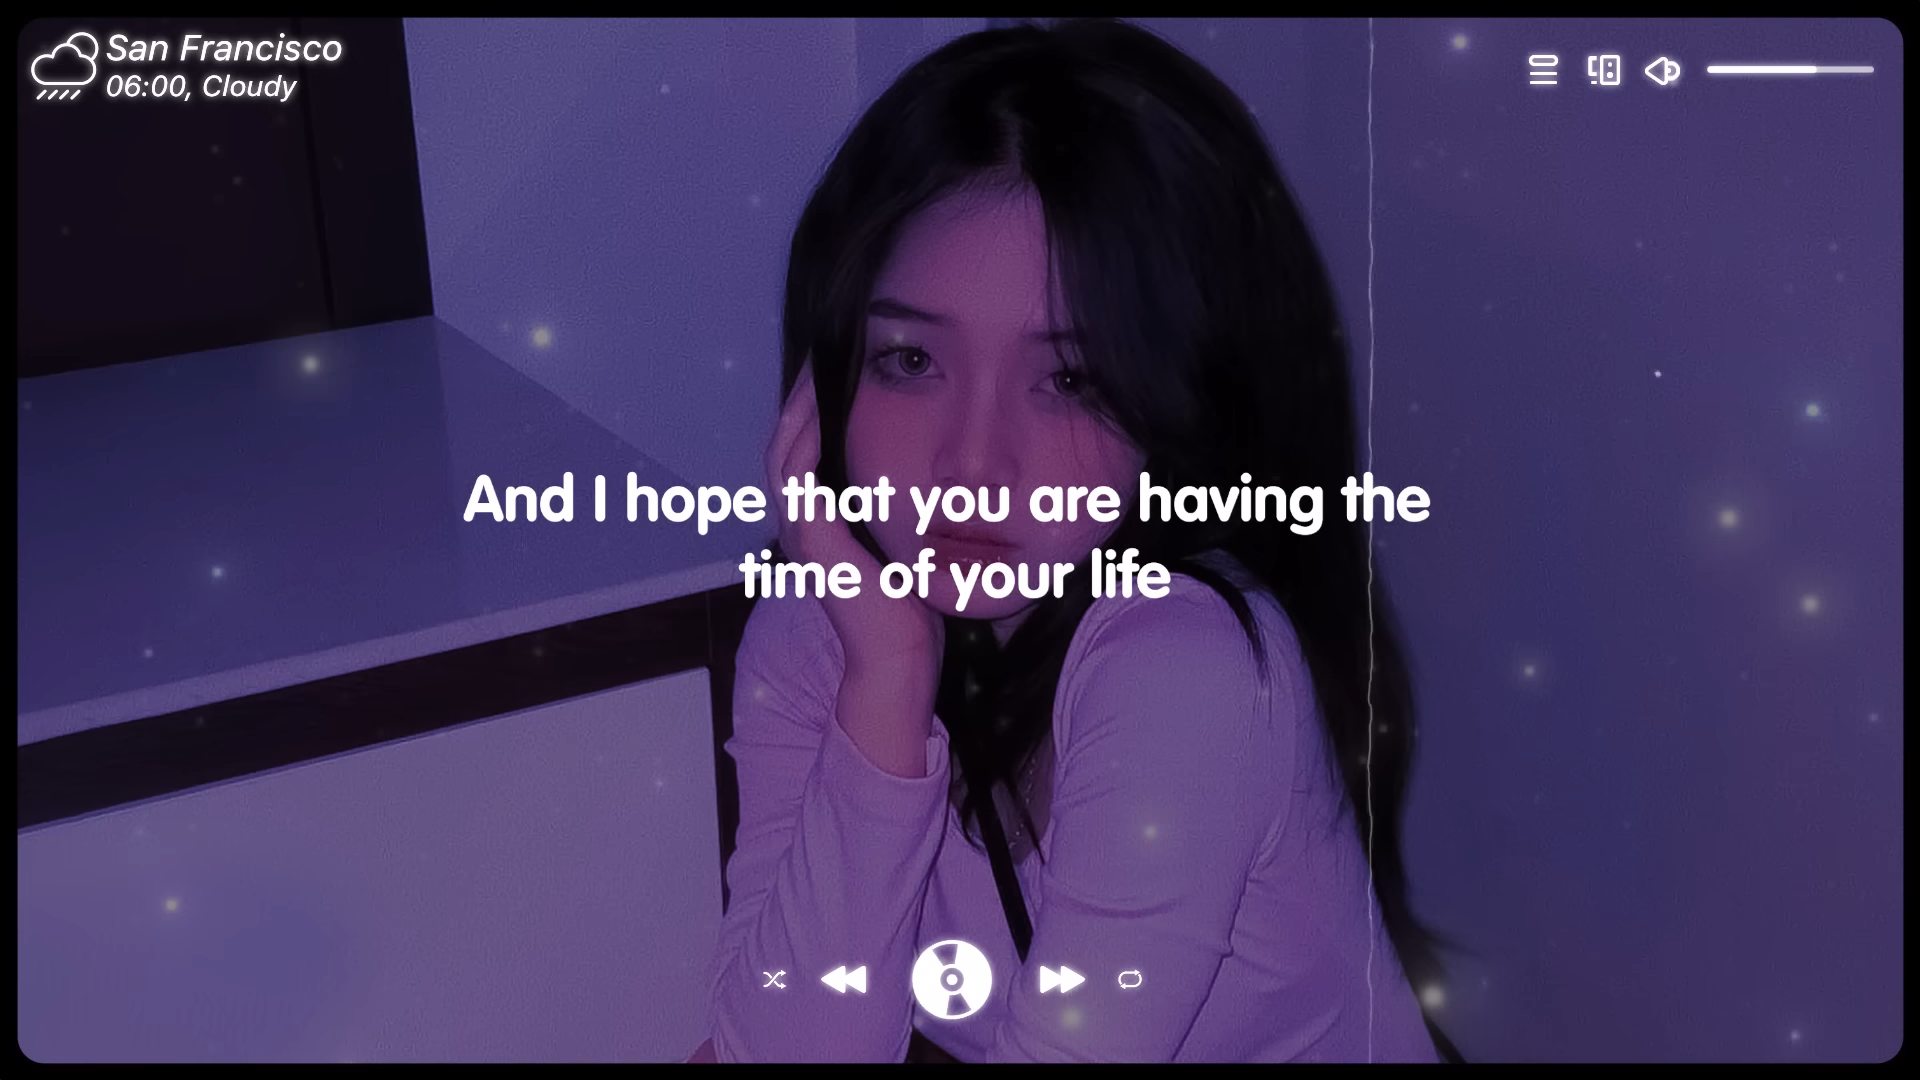 San Francisco
06:00, Cloudy
And I hope that you are having the
time of your life